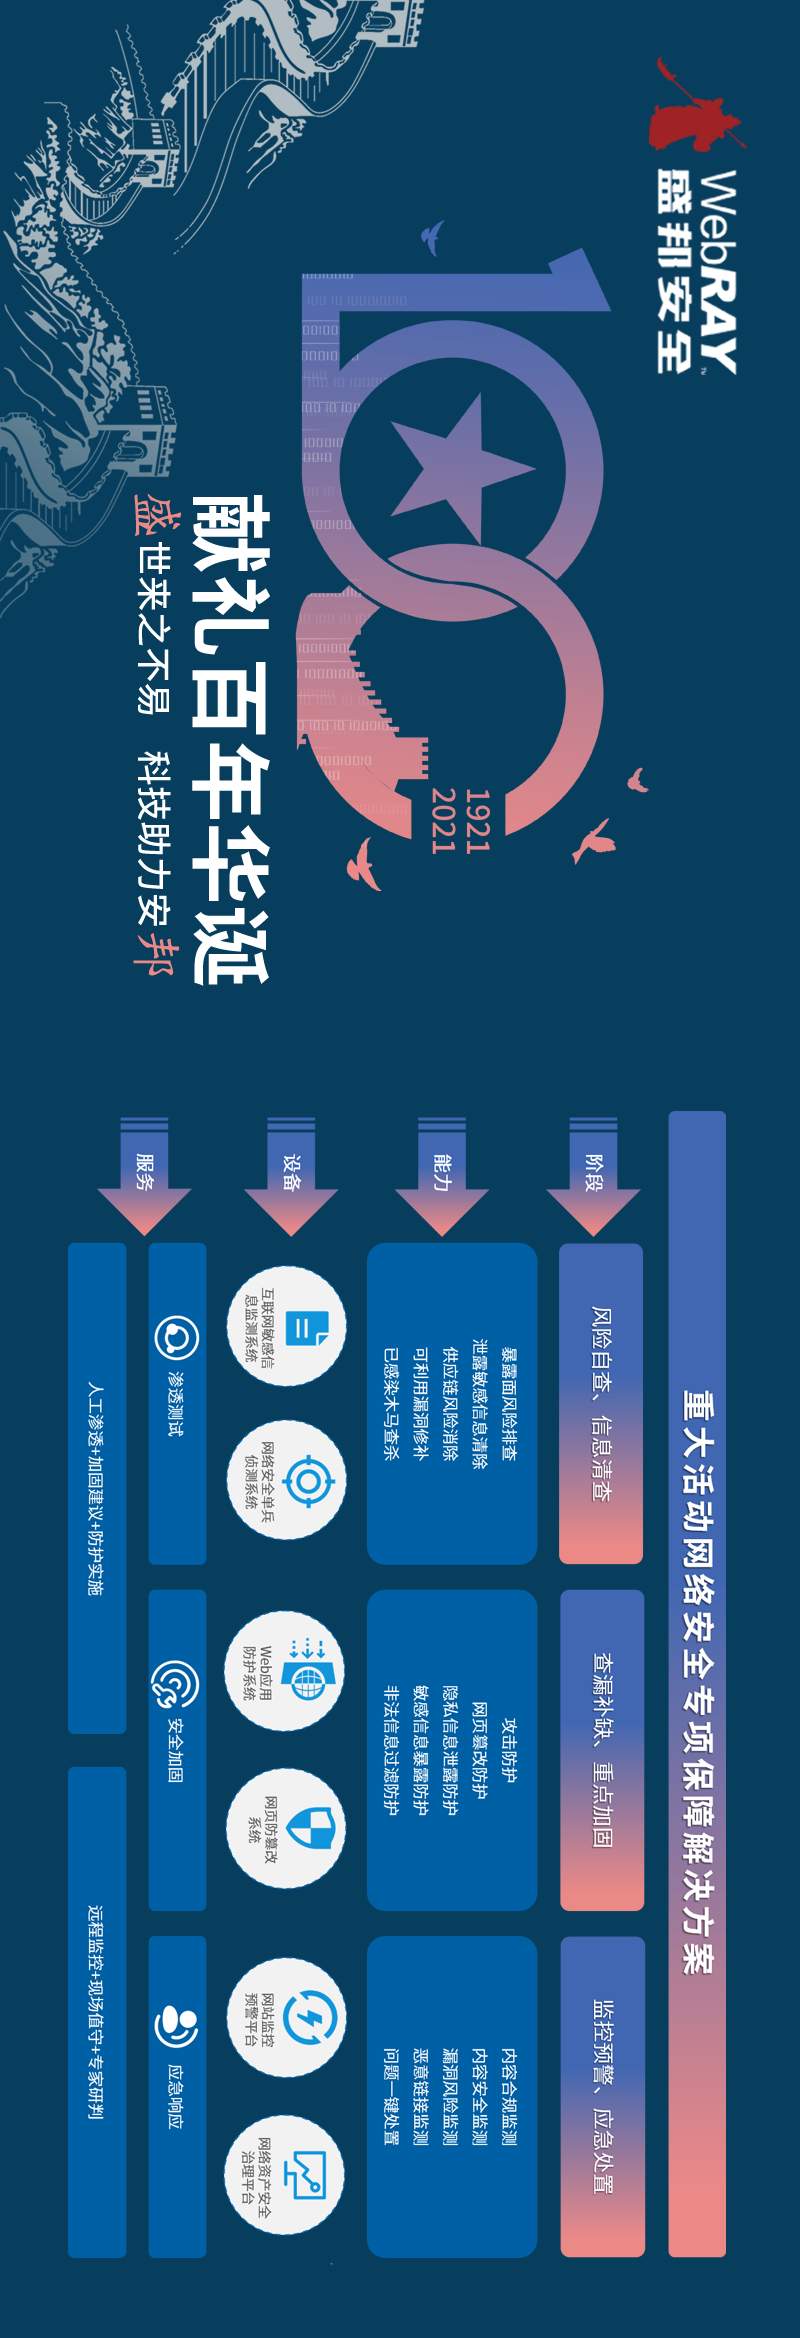 WebRAY
盛邦安全
1921
2021
献礼百年华诞
盛世来之不易 科技助力安邦
重大活动网络安全专项保障解决方案
阶段
风险自查、信息清查
查漏补缺、重点加固
监控预警、应急处置
能力
暴露面风险排查
泄露敏感信息清除
供应链风险消除
可利用漏洞修补
已感染木马查杀
攻击防护
网页篡改防护
隐私信息泄露防护
敏感信息暴露防护
非法信息过滤防护
内容合规监测
内容安全监测
漏洞风险监测
恶意链接监测
问题一键处置
设备
互联网敏感信
息监测系统
网络安全单兵
侦测系统
Web应用
防护系统
网页防篡改
系统
网站监控
预警平台
网络资产安全
治理平台
服务
渗透测试
安全加固
应急响应
人工渗透+加固建议+防护实施
远程监控+现场值守+专家研判